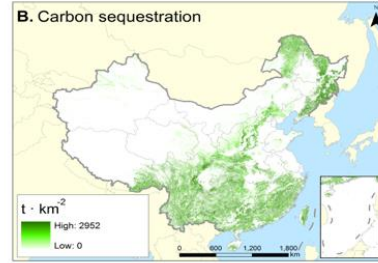 B. Carbon sequestration
N
t · km⁻²
High: 2952
Low: 0
0 600 1,200 1,800
km